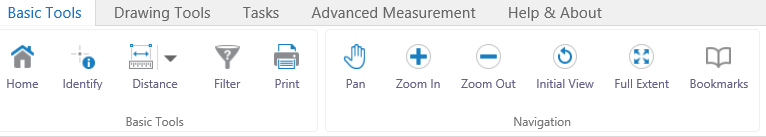 Basic Tools Drawing Tools Tasks Advanced Measurement Help & About
Home Identify Distance Filter Print Pan Zoom In Zoom Out Initial View Full Extent Bookmarks
Basic Tools Navigation